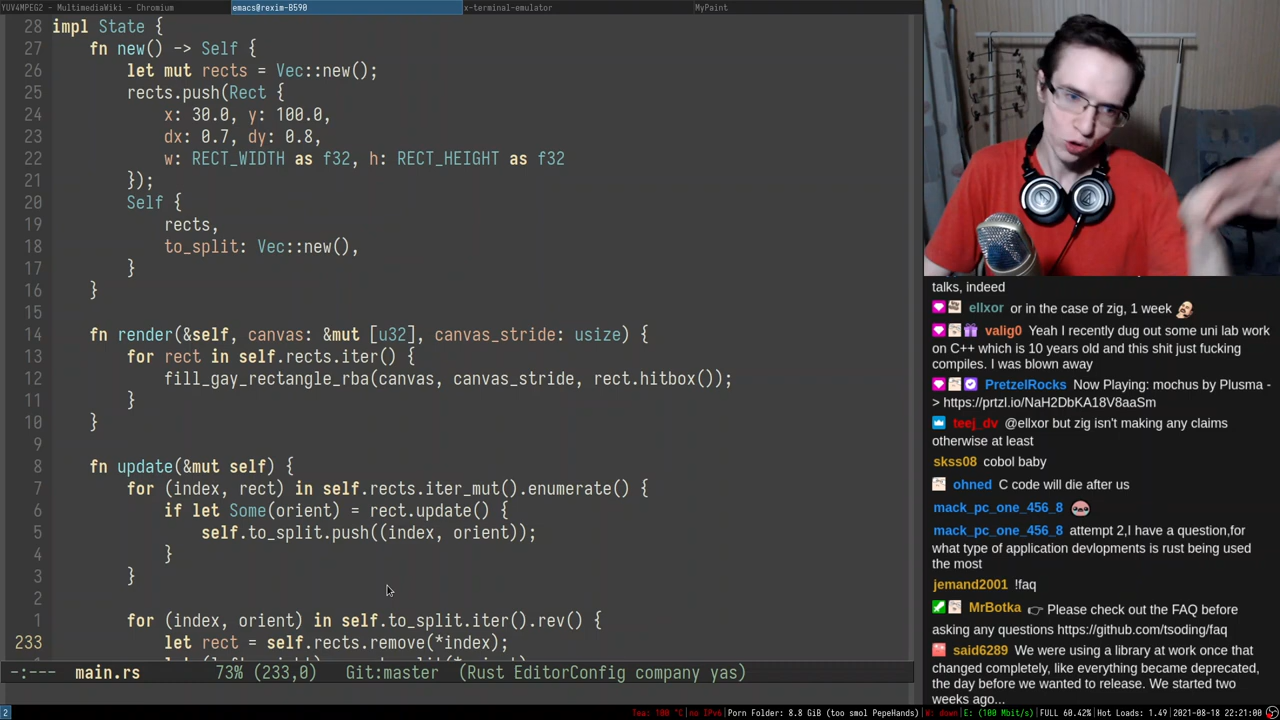 YUV4MPEG2 - MultimediaWiki - Chromium
emacs@rexim-B590
x-terminal-emulator
MyPaint
28 impl State {
27     fn new() -> Self {
26         let mut rects = Vec::new();
25         rects.push(Rect {
24             x: 30.0, y: 100.0,
23             dx: 0.7, dy: 0.8,
22             w: RECT_WIDTH as f32, h: RECT_HEIGHT as f32
21         });
20         Self {
19             rects,
18             to_split: Vec::new(),
17         }
16     }
15
14     fn render(&self, canvas: &mut [u32], canvas_stride: usize) {
13         for rect in self.rects.iter() {
12             fill_gay_rectangle_rba(canvas, canvas_stride, rect.hitbox());
11         }
10     }
9
8     fn update(&mut self) {
7         for (index, rect) in self.rects.iter_mut().enumerate() {
6             if let Some(orient) = rect.update() {
5                 self.to_split.push((index, orient));
4             }
3         }
2
1         for (index, orient) in self.to_split.iter().rev() {
233             let rect = self.rects.remove(*index);
-:--- main.rs 73% (233,0) Git:master (Rust EditorConfig company yas)
talks, indeed
ellxor or in the case of zig, 1 week
valig0 Yeah I recently dug out some uni lab work
on C++ which is 10 years old and this shit just fucking
compiles. I was blown away
PretzelRocks Now Playing: mochus by Plusma -
> https://prtzl.io/NaH2DbKA18V8aaSm
teej_dv @ellxor but zig isn't making any claims
otherwise at least
skss08 cobol baby
ohned C code will die after us
mack_pc_one_456_8
mack_pc_one_456_8 attempt 2,I have a question,for
what type of application devlopments is rust being used
the most
jemand2001 !faq
MrBotka 👉 Please check out the FAQ before
asking any questions https://github.com/tsoding/faq
said6289 We were using a library at work once that
changed completely, like everything became deprecated,
the day before we wanted to release. We started two
weeks ago...
2
Tea: 100 °C|no IPv6|Porn Folder: 8.8 GiB (too smol PepeHands)|W: down|E: (100 Mbit/s)|FULL 60.42%|Hot Loads: 1.49|2021-08-18 22:21:00